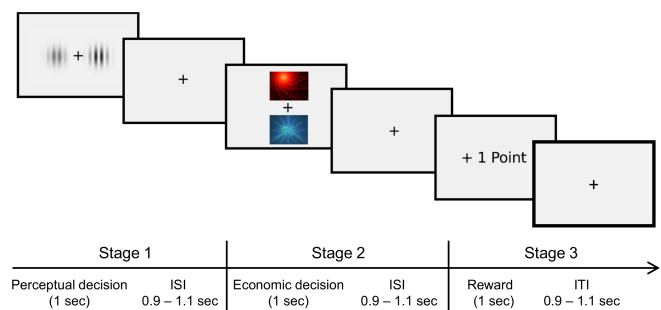 +
+
+
+
+ 1 Point
+
Stage 1 Stage 2 Stage 3
Perceptual decision ISI Economic decision ISI Reward ITI
(1 sec) 0.9 – 1.1 sec (1 sec) 0.9 – 1.1 sec (1 sec) 0.9 – 1.1 sec